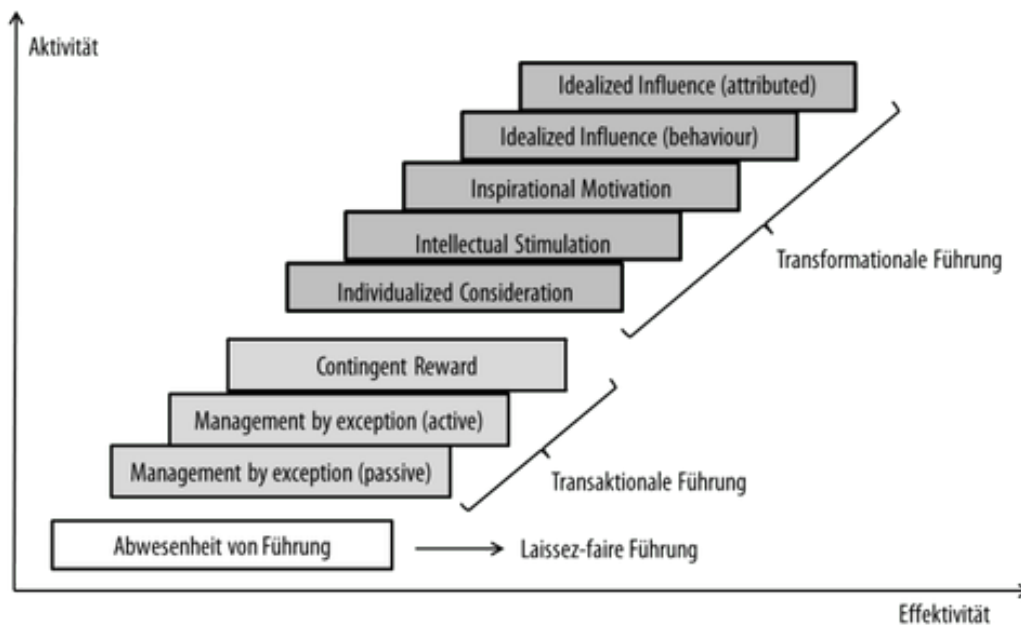 Aktivität
Idealized Influence (attributed)
Idealized Influence (behaviour)
Inspirational Motivation
Intellectual Stimulation
Transformationale Führung
Individualized Consideration
Contingent Reward
Management by exception (active)
Management by exception (passive)
Transaktionale Führung
Abwesenheit von Führung
Laissez-faire Führung
Effektivität